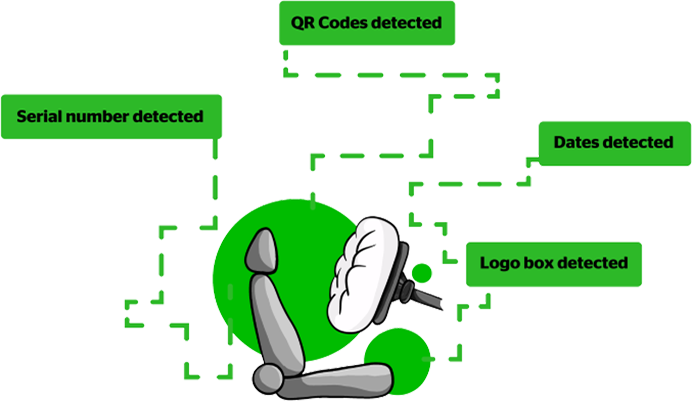 QR Codes detected
Serial number detected
Dates detected
Logo box detected